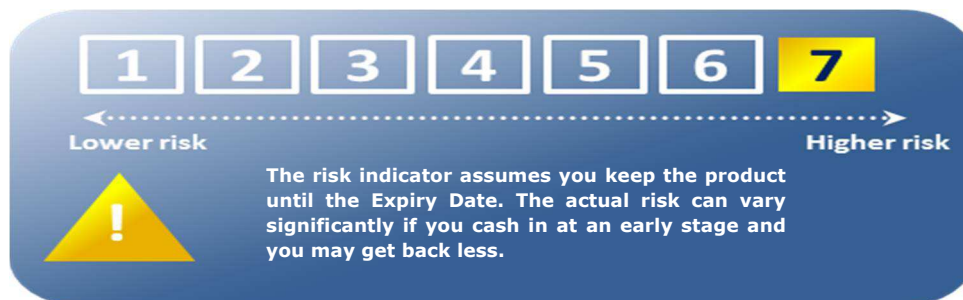 1 2 3 4 5 6 7
Lower risk Higher risk
!
The risk indicator assumes you keep the product
until the Expiry Date. The actual risk can vary
significantly if you cash in at an early stage and
you may get back less.